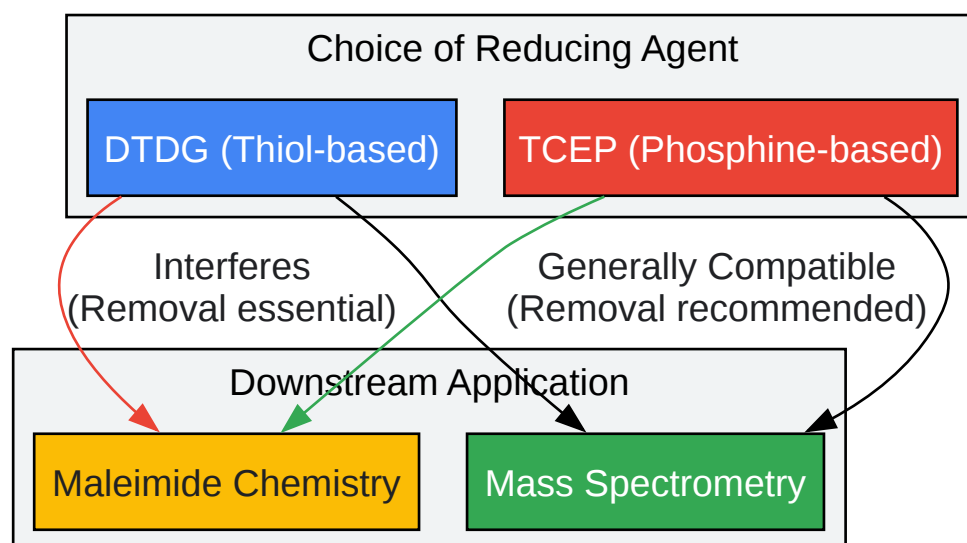 Choice of Reducing Agent
DTDG (Thiol-based)
TCEP (Phosphine-based)
Interferes
(Removal essential)
Generally Compatible
(Removal recommended)
Downstream Application
Maleimide Chemistry
Mass Spectrometry